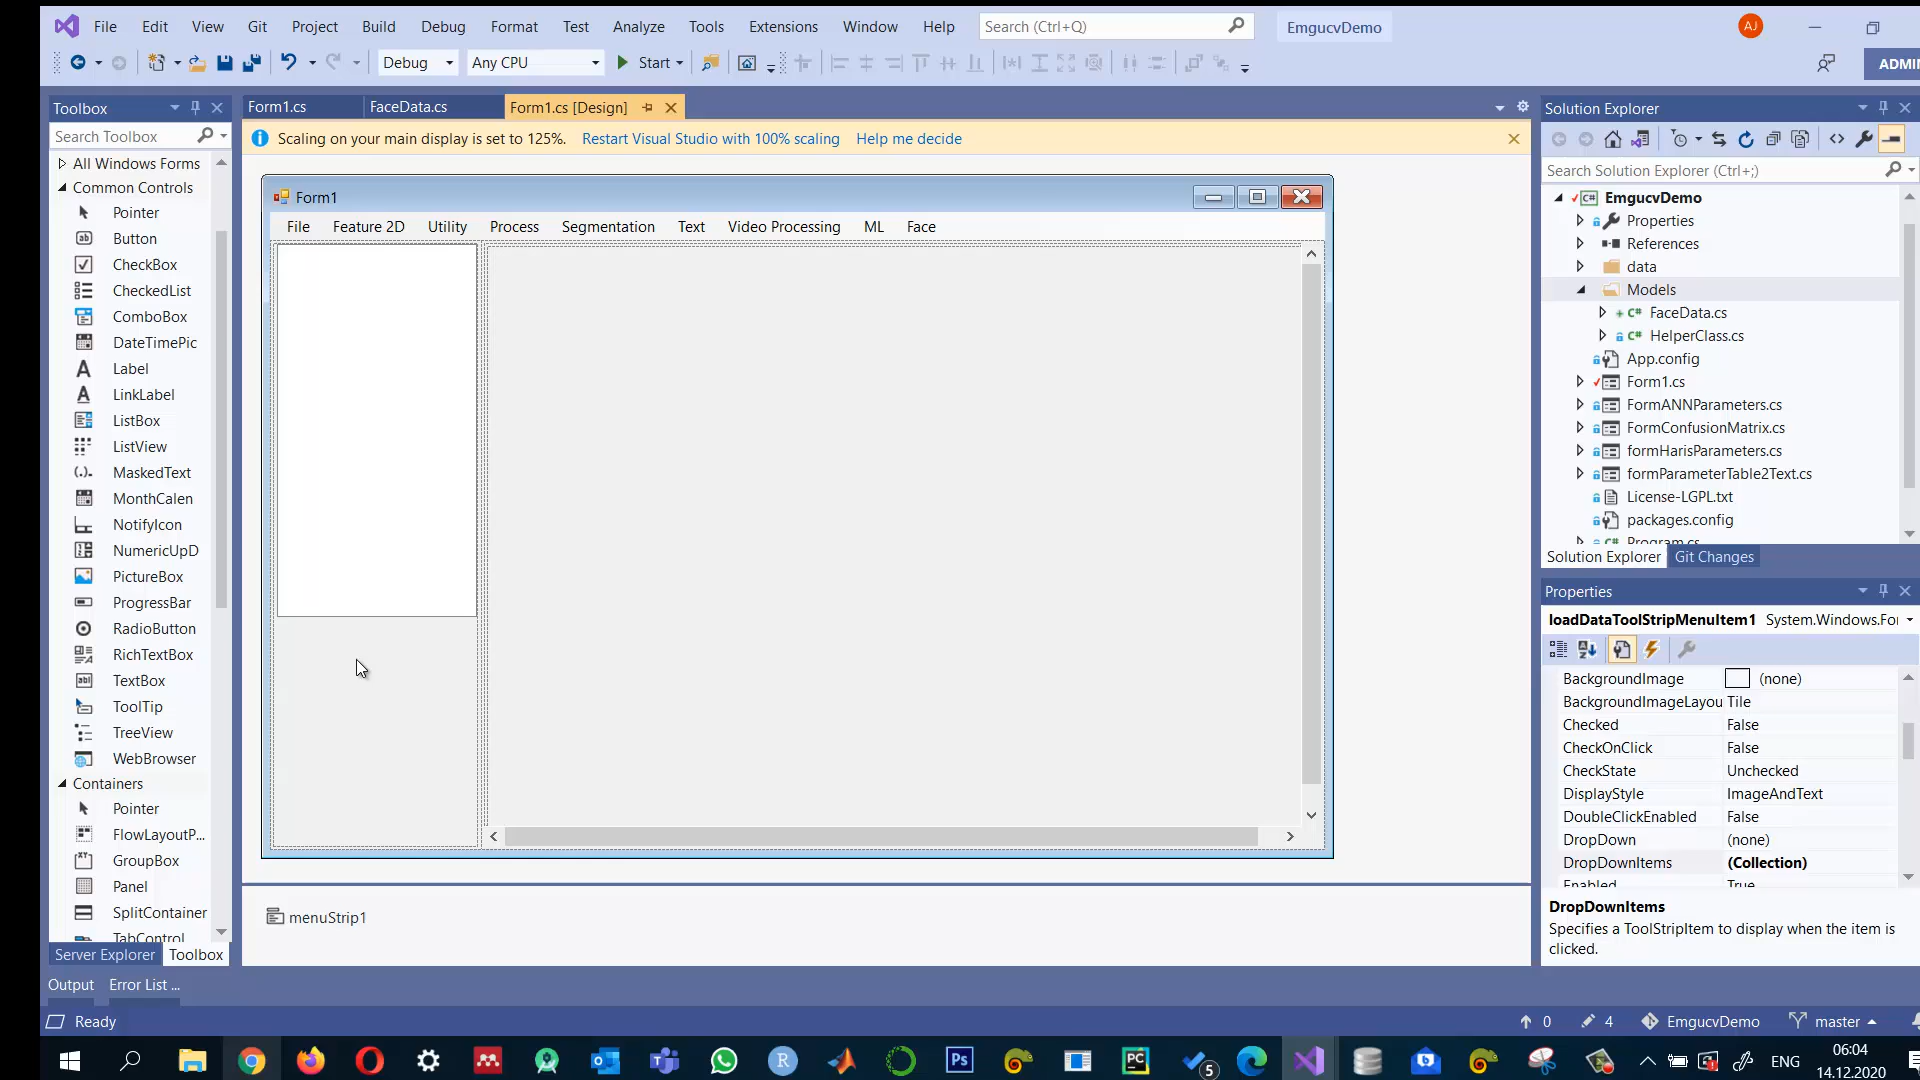 File Edit View Git Project Build Debug Format Test Analyze Tools Extensions Window Help Search (Ctrl+Q) EmgucvDemo AJ
Debug Any CPU Start ADMIN
Toolbox
Search Toolbox
All Windows Forms
Common Controls
Pointer
Button
CheckBox
CheckedList
ComboBox
DateTimePic
Label
LinkLabel
ListBox
ListView
MaskedText
MonthCalen
NotifyIcon
NumericUpD
PictureBox
ProgressBar
RadioButton
RichTextBox
TextBox
ToolTip
TreeView
WebBrowser
Containers
Pointer
FlowLayoutP...
GroupBox
Panel
SplitContainer
TabControl
Server Explorer Toolbox
Form1.cs FaceData.cs Form1.cs [Design]
Scaling on your main display is set to 125%. Restart Visual Studio with 100% scaling Help me decide
Form1
File Feature 2D Utility Process Segmentation Text Video Processing ML Face
menuStrip1
Solution Explorer
Search Solution Explorer (Ctrl+;)
EmgucvDemo
Properties
References
data
Models
FaceData.cs
HelperClass.cs
App.config
Form1.cs
FormANNParameters.cs
FormConfusionMatrix.cs
formHarisParameters.cs
formParameterTable2Text.cs
License-LGPL.txt
packages.config
Program.cs
Solution Explorer Git Changes
Properties
loadDataToolStripMenuItem1 System.Windows.For
BackgroundImage (none)
BackgroundImageLayou Tile
Checked False
CheckOnClick False
CheckState Unchecked
DisplayStyle ImageAndText
DoubleClickEnabled False
DropDown (none)
DropDownItems (Collection)
Enabled True
DropDownItems
Specifies a ToolStripItem to display when the item is
clicked.
Output Error List ...
Ready 0 4 EmgucvDemo master
5 ENG 06:04
14.12.2020